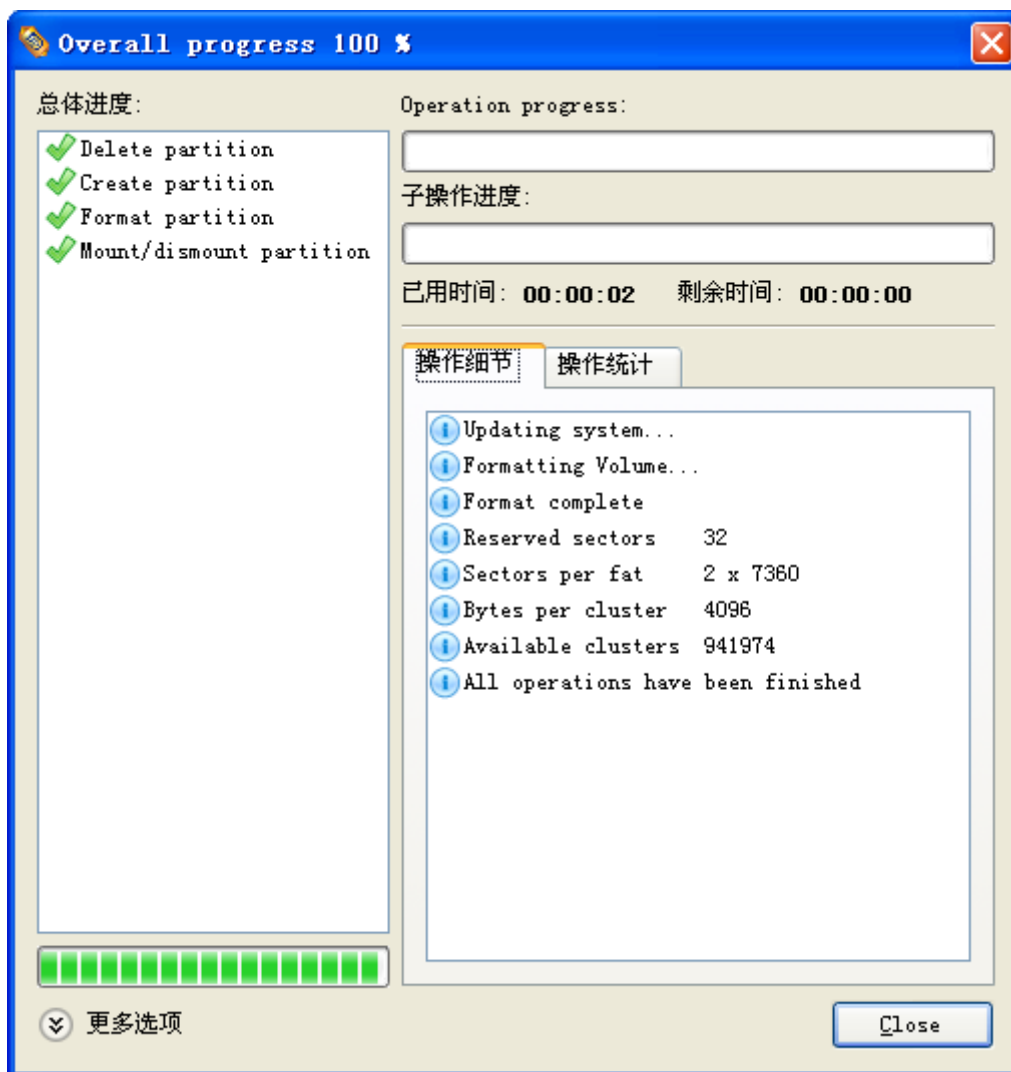 Overall progress 100 %
总体进度:
Delete partition
Create partition
Format partition
Mount/dismount partition
Operation progress:
子操作进度:
已用时间: 00:00:02 剩余时间: 00:00:00
操作细节 操作统计
Updating system...
Formatting Volume...
Format complete
Reserved sectors 32
Sectors per fat 2 x 7360
Bytes per cluster 4096
Available clusters 941974
All operations have been finished
更多选项
Close